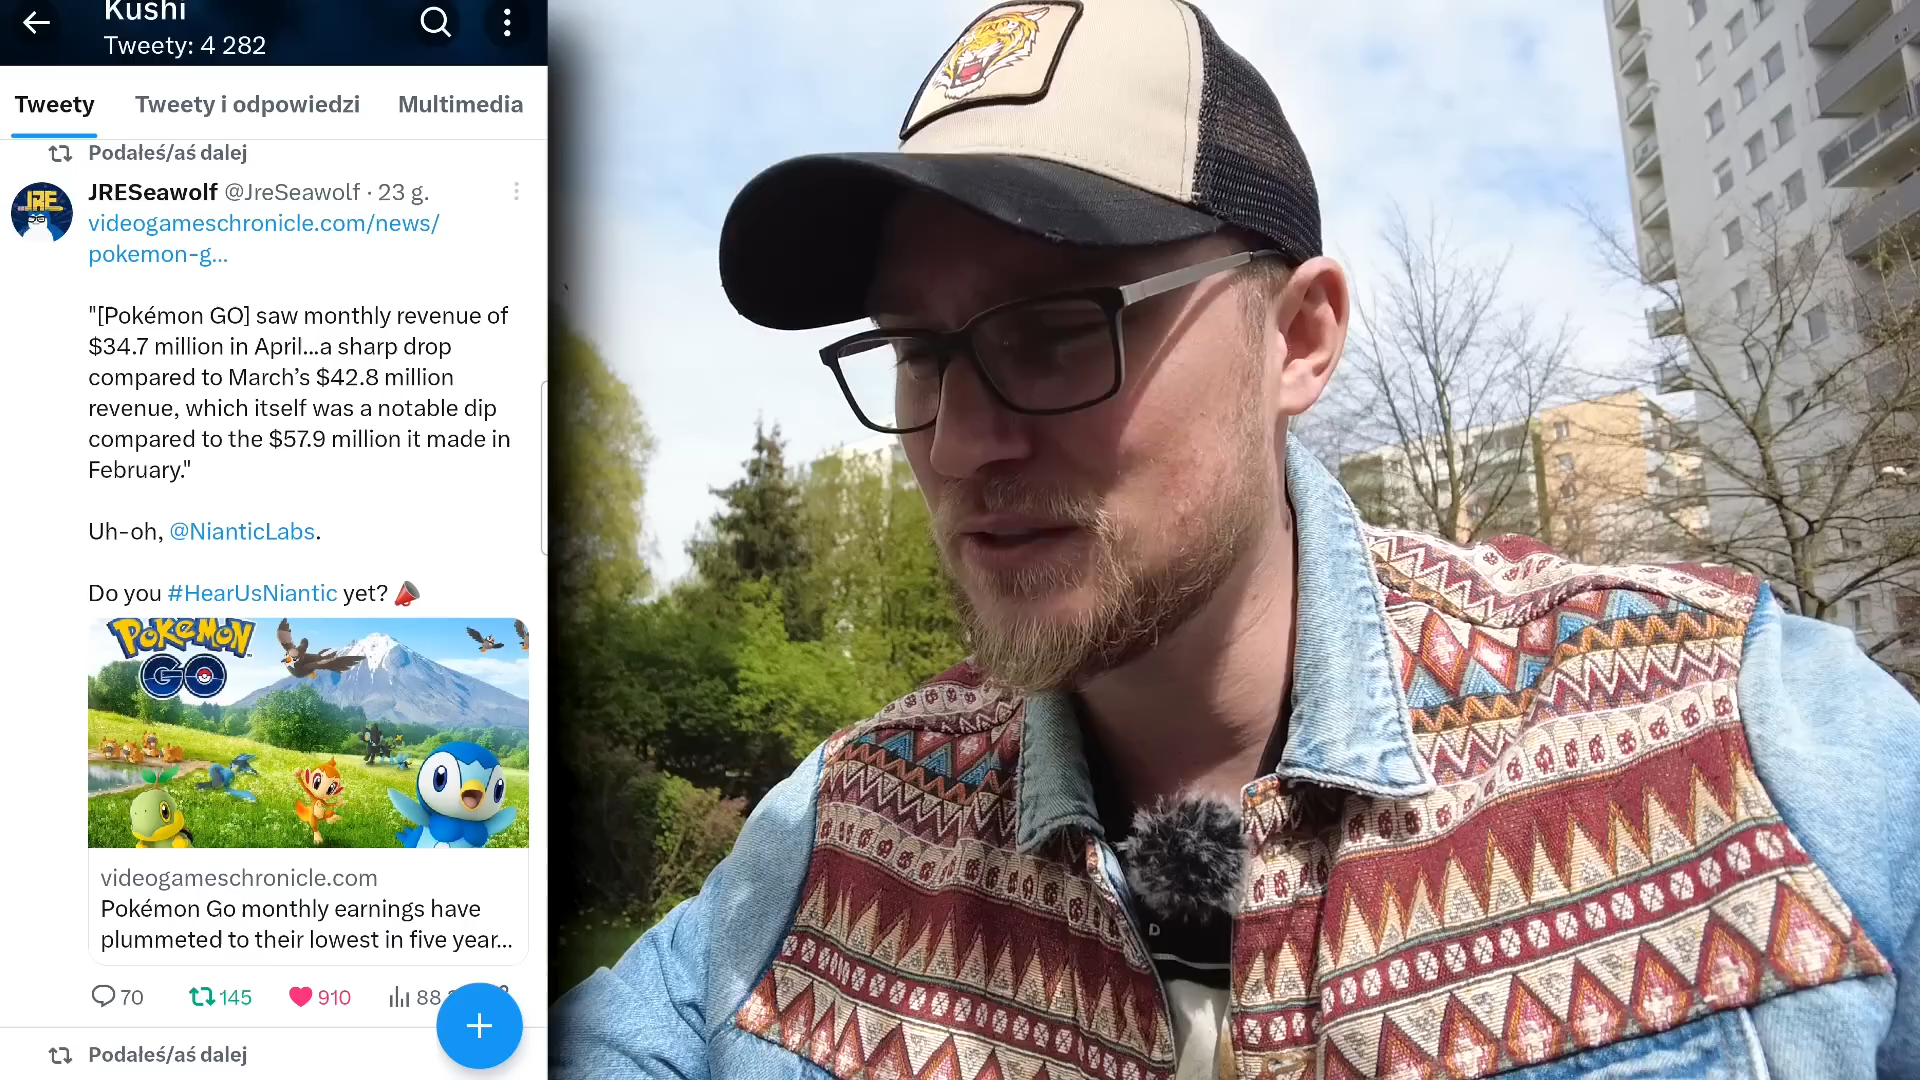 Kushi
Tweety: 4 282
Tweety
Tweety i odpowiedzi
Multimedia
Podałeś/aś dalej
JRESeawolf @JreSeawolf · 23 g.
videogameschronicle.com/news/
pokemon-g...
"[Pokémon GO] saw monthly revenue of
$34.7 million in April...a sharp drop
compared to March’s $42.8 million
revenue, which itself was a notable dip
compared to the $57.9 million it made in
February."
Uh-oh, @NianticLabs.
Do you #HearUsNiantic yet?
POKÉMON
GO
videogameschronicle.com
Pokémon Go monthly earnings have
plummeted to their lowest in five year...
70
145
910
88
Podałeś/aś dalej
JRE
D